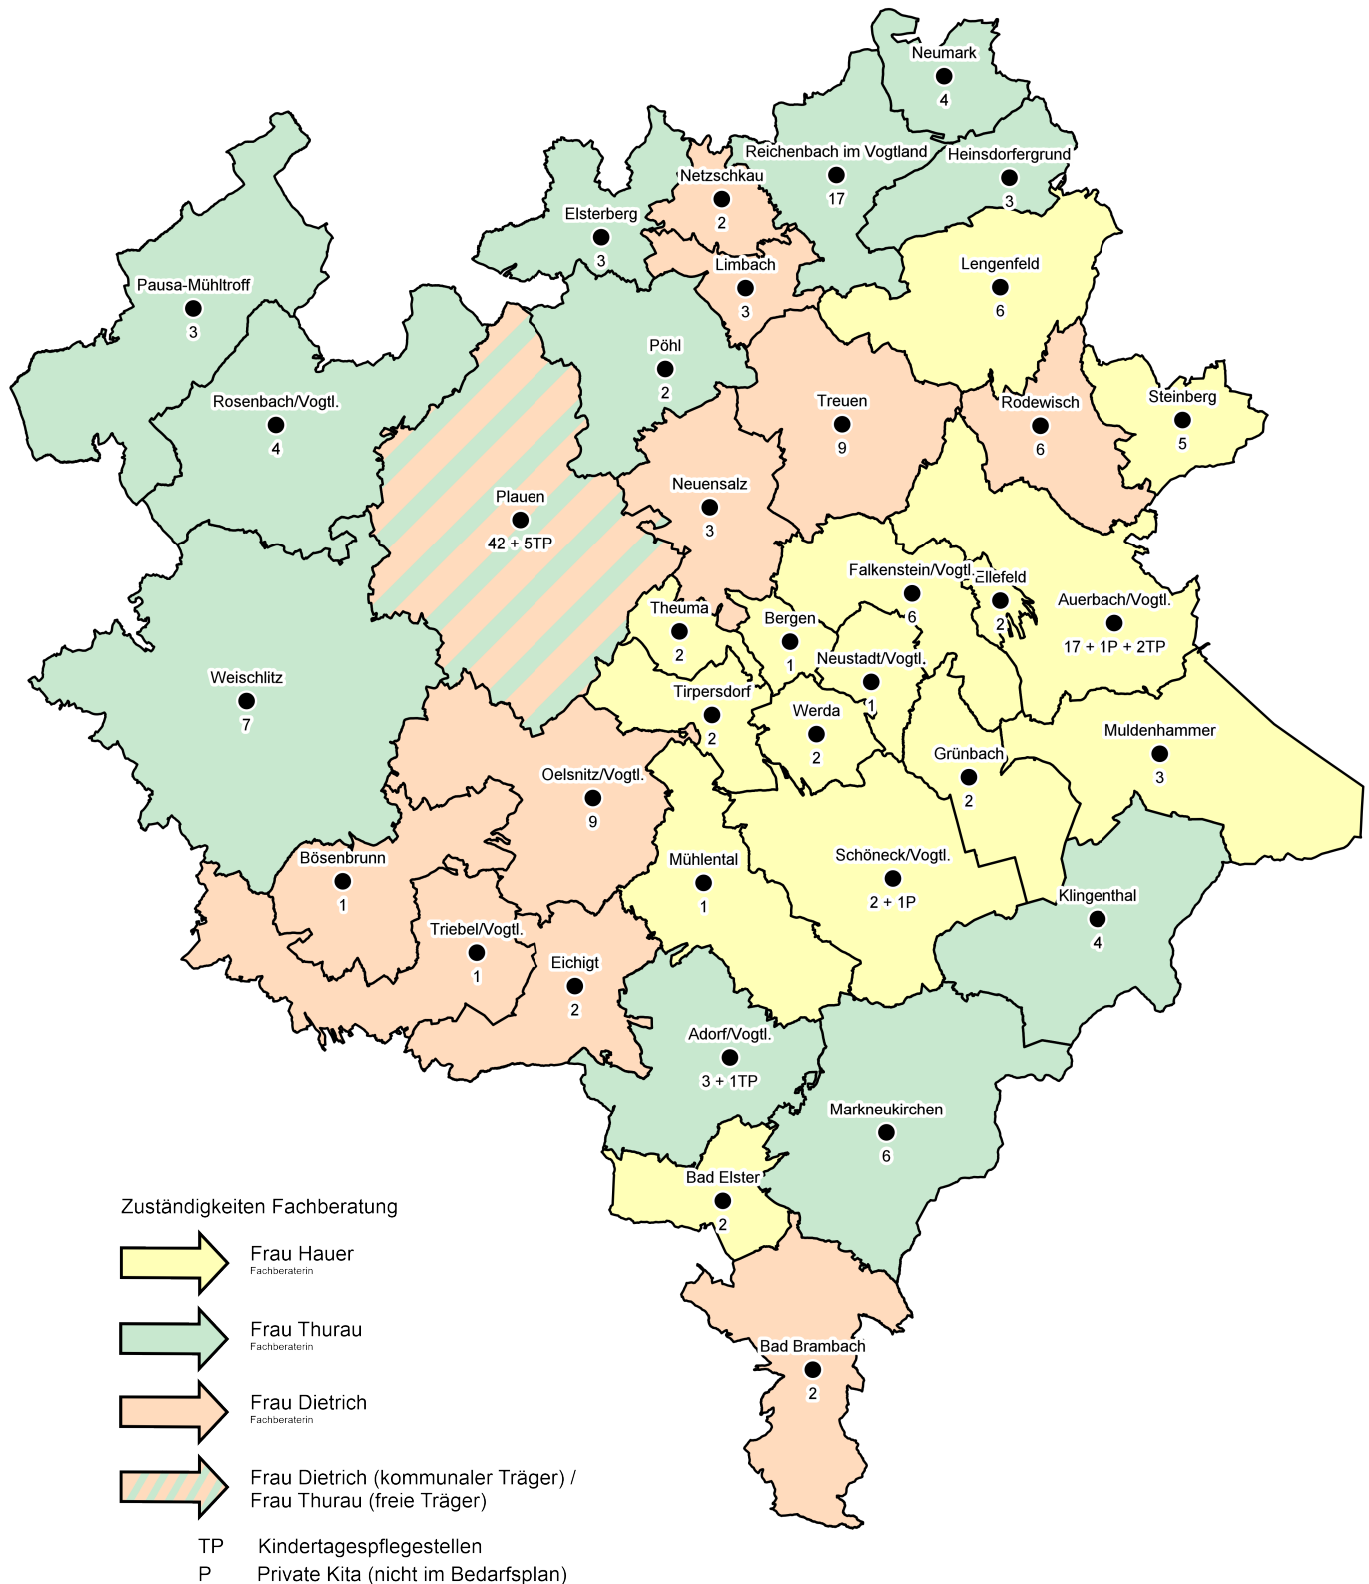 Neumark
4
Reichenbach im Vogtland
17
Heinsdorfergrund
3
Netzschkau
2
Elsterberg
3
Limbach
3
Lengenfeld
6
Pausa-Mühltroff
3
Pöhl
2
Rosenbach/Vogtl.
4
Treuen
9
Rodewisch
6
Steinberg
5
Neuensalz
3
Plauen
42 + 5TP
Falkenstein/Vogtl.
6
Ellefeld
2
Auerbach/Vogtl.
17 + 1P + 2TP
Theuma
2
Bergen
1
Neustadt/Vogtl.
1
Weischlitz
7
Tirpersdorf
2
Werda
2
Grünbach
2
Muldenhammer
3
Oelsnitz/Vogtl.
9
Bösenbrunn
1
Mühlental
1
Schöneck/Vogtl.
2 + 1P
Klingenthal
4
Triebel/Vogtl.
1
Eichigt
2
Adorf/Vogtl.
3 + 1TP
Markneukirchen
6
Bad Elster
2
Bad Brambach
2
Zuständigkeiten Fachberatung
Frau Hauer
Fachberaterin
Frau Thurau
Fachberaterin
Frau Dietrich
Fachberaterin
Frau Dietrich (kommunaler Träger) /
Frau Thurau (freie Träger)
TP Kindertagespflegestellen
P Private Kita (nicht im Bedarfsplan)